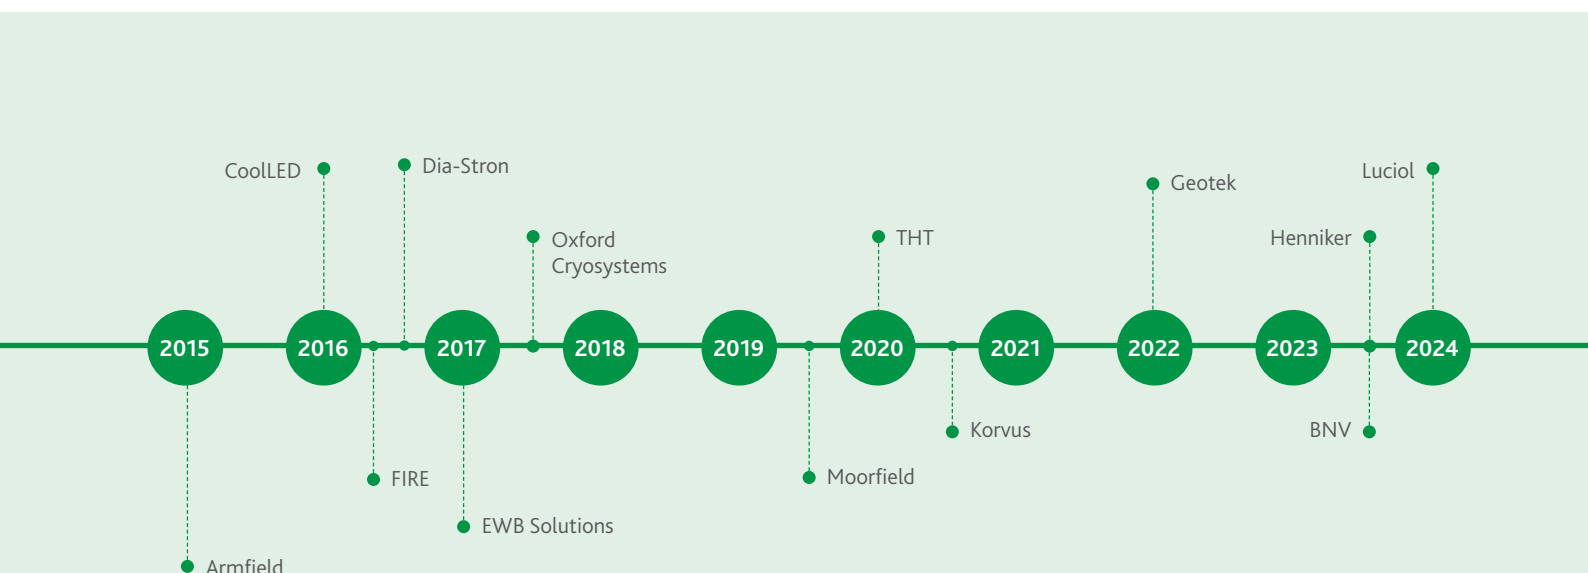 CoolLED
Dia-Stron
Luciol
Geotek
Oxford
Cryosystems
THT
Henniker
2015
2016
2017
2018
2019
2020
2021
2022
2023
2024
Korvus
BNV
FIRE
Moorfield
EWB Solutions
Armfield